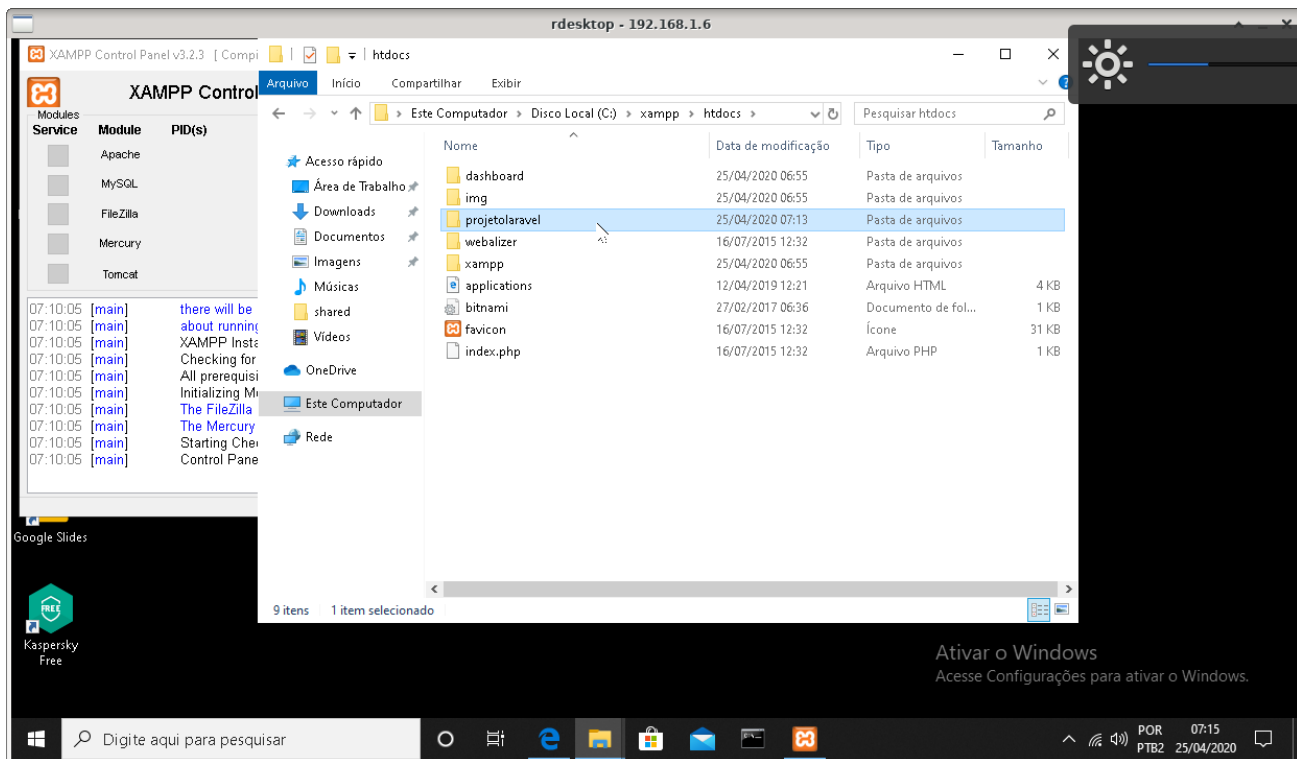 rdesktop - 192.168.1.6
XAMPP Control Panel v3.2.3 [ Compi
XAMPP Control
Modules
Service Module PID(s)
Apache
MySQL
FileZilla
Mercury
Tomcat
07:10:05 [main] there will be
07:10:05 [main] about running
07:10:05 [main] XAMPP Insta
07:10:05 [main] Checking for
07:10:05 [main] All prerequisi
07:10:05 [main] Initializing Mo
07:10:05 [main] The FileZilla
07:10:05 [main] The Mercury
07:10:05 [main] Starting Chec
07:10:05 [main] Control Pane
htdocs
Arquivo Início Compartilhar Exibir
Este Computador > Disco Local (C:) > xampp > htdocs >
Pesquisar htdocs
Acesso rápido
Área de Trabalho
Downloads
Documentos
Imagens
Músicas
shared
Vídeos
OneDrive
Este Computador
Rede
Nome Data de modificação Tipo Tamanho
dashboard 25/04/2020 06:55 Pasta de arquivos
img 25/04/2020 06:55 Pasta de arquivos
projetolaravel 25/04/2020 07:13 Pasta de arquivos
webalizer 16/07/2015 12:32 Pasta de arquivos
xampp 25/04/2020 06:55 Pasta de arquivos
applications 12/04/2019 12:21 Arquivo HTML 4 KB
bitnami 27/02/2017 06:36 Documento de fol... 1 KB
favicon 16/07/2015 12:32 Ícone 31 KB
index.php 16/07/2015 12:32 Arquivo PHP 1 KB
9 itens 1 item selecionado
Google Slides
FREE
Kaspersky
Free
Ativar o Windows
Acesse Configurações para ativar o Windows.
Digite aqui para pesquisar
POR
PTB2
07:15
25/04/2020